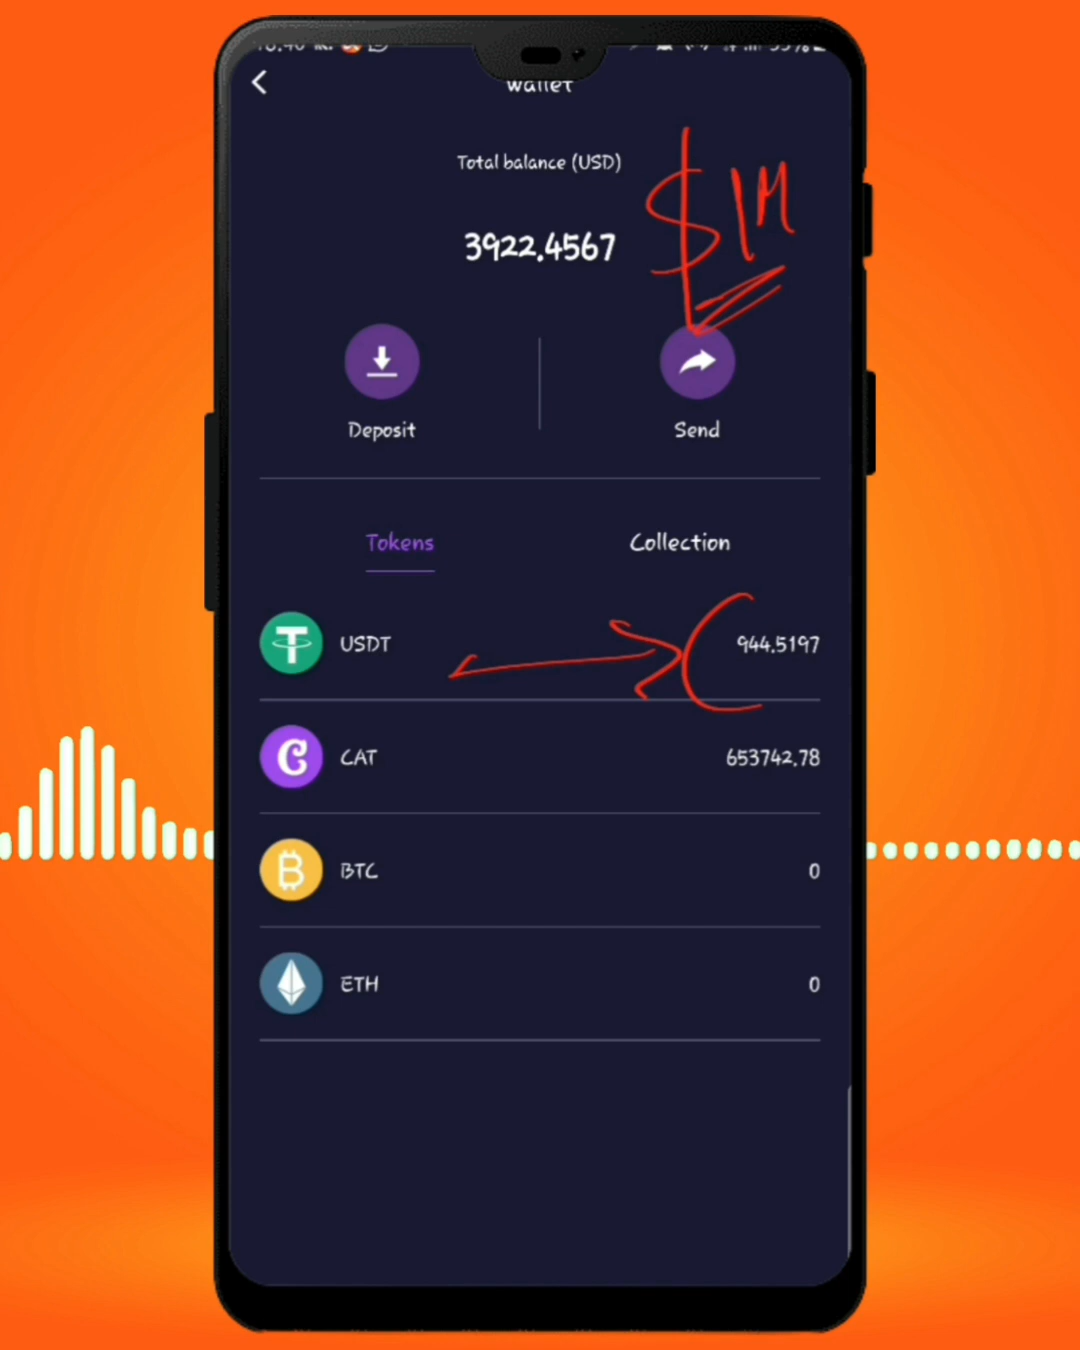 Wallet
Total balance (USD)
$1M
3922.4567
Deposit
Send
Tokens
Collection
USDT
944.5197
CAT
653742.78
BTC
0
ETH
0